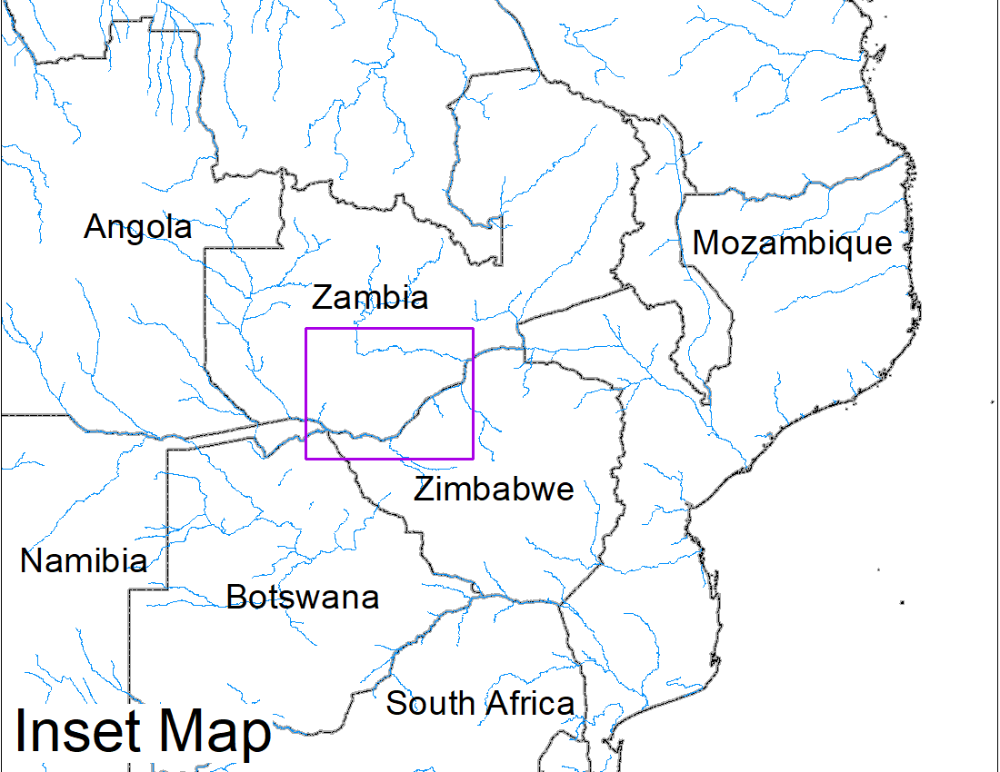 Angola
Mozambique
Zambia
Zimbabwe
Namibia
Botswana
South Africa
Inset Map